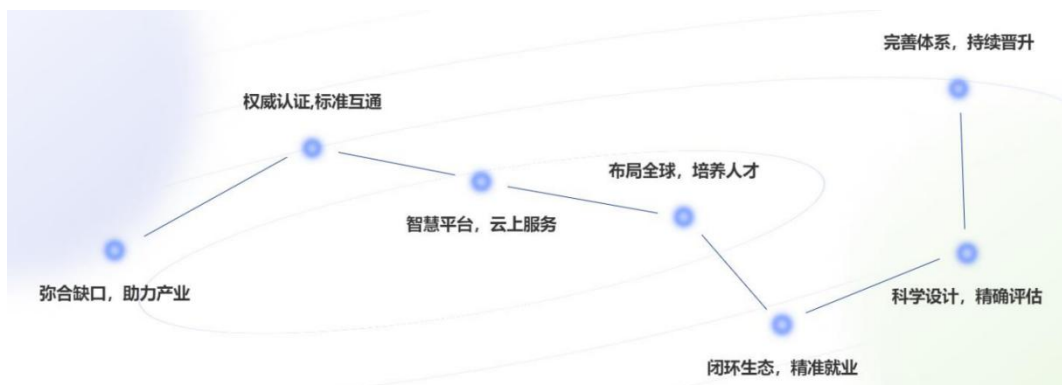 完善体系，持续晋升
权威认证,标准互通
布局全球，培养人才
智慧平台，云上服务
弥合缺口，助力产业
科学设计，精确评估
闭环生态，精准就业